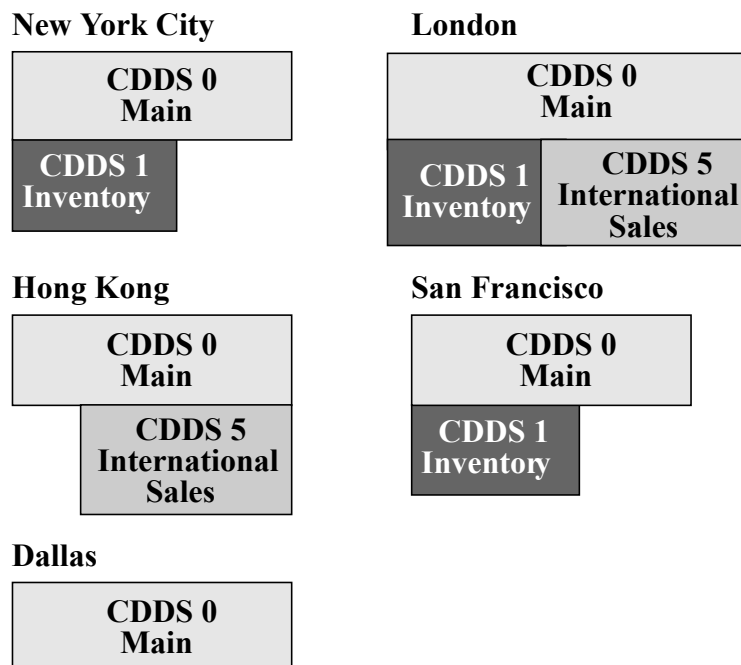 New York City
CDDS 0
Main
CDDS 1
Inventory
London
CDDS 0
Main
CDDS 1
Inventory
CDDS 5
International
Sales
Hong Kong
CDDS 0
Main
CDDS 5
International
Sales
San Francisco
CDDS 0
Main
CDDS 1
Inventory
Dallas
CDDS 0
Main